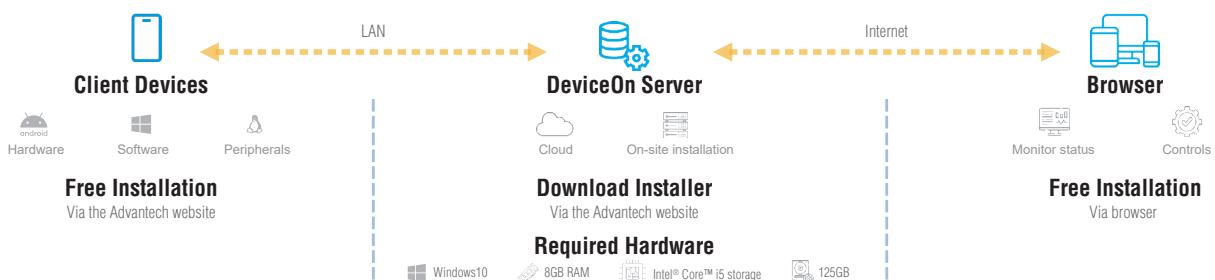 LAN
Internet
Client Devices
DeviceOn Server
Browser
android
Hardware
Software
Peripherals
Cloud
On-site installation
Monitor status
Controls
Free Installation
Via the Advantech website
Download Installer
Via the Advantech website
Free Installation
Via browser
Required Hardware
Windows10
8GB RAM
Intel® Core™ i5 storage
125GB